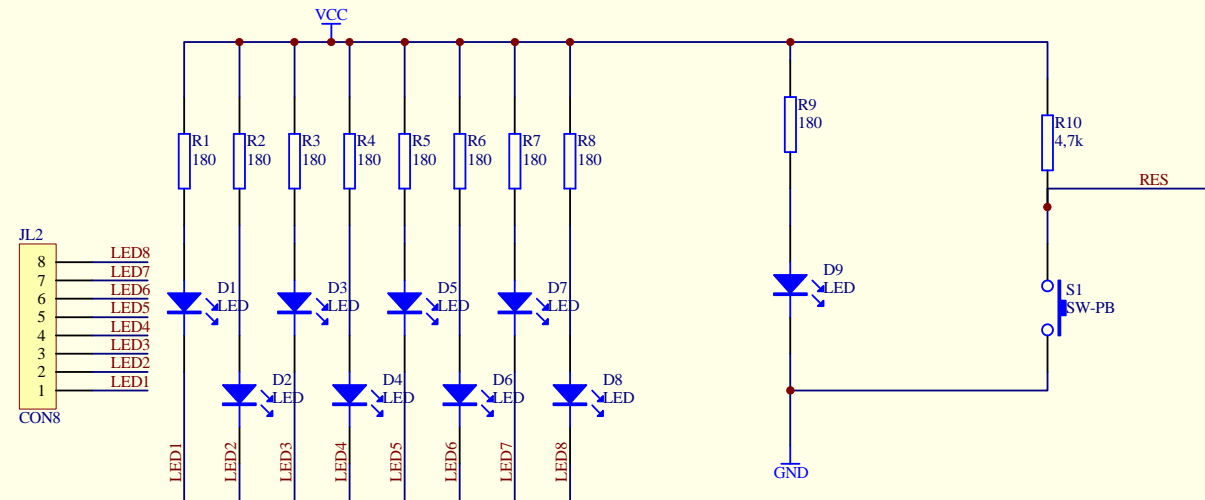 VCC
R1
180
R2
180
R3
180
R4
180
R5
180
R6
180
R7
180
R8
180
R9
180
R10
4,7k
RES
JL2
8 LED8
7 LED7
6 LED6
5 LED5
4 LED4
3 LED3
2 LED2
1 LED1
CON8
D1
LED
D3
LED
D5
LED
D7
LED
D9
LED
S1
SW-PB
D2
LED
D4
LED
D6
LED
D8
LED
LED1
LED2
LED3
LED4
LED5
LED6
LED7
LED8
GND